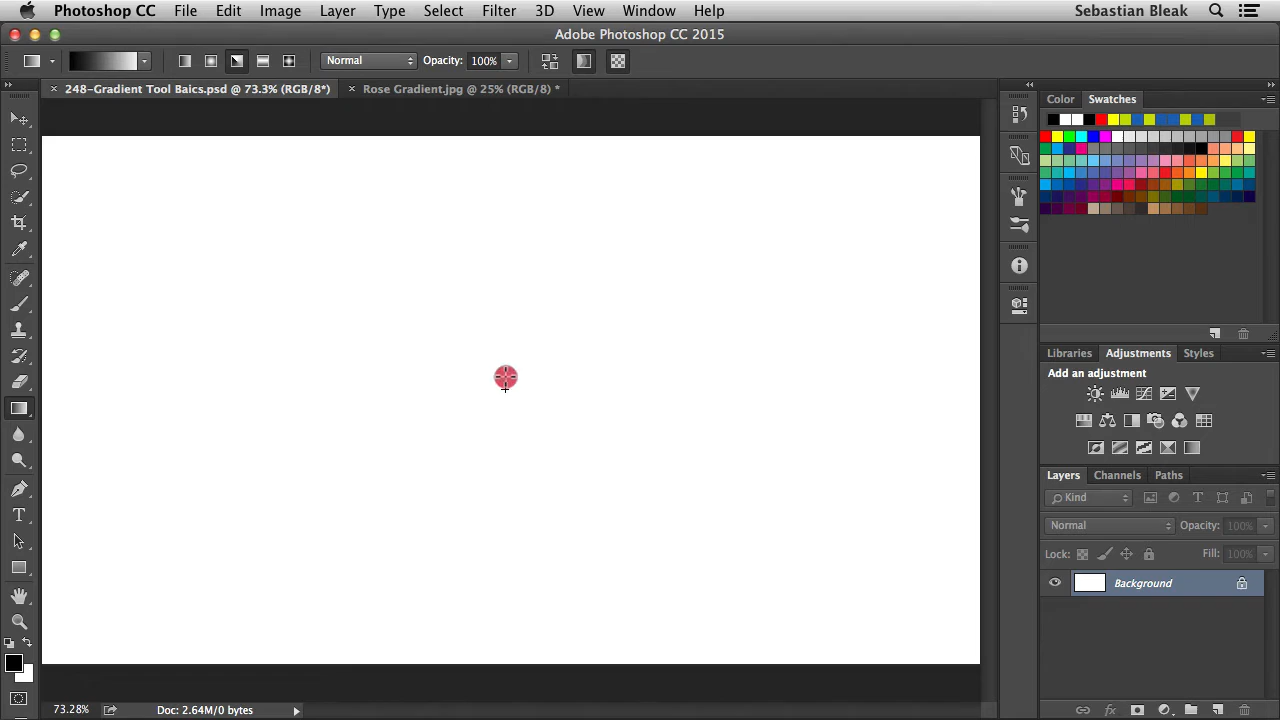 Photoshop CC File Edit Image Layer Type Select Filter 3D View Window Help Sebastian Bleak
Adobe Photoshop CC 2015
Normal Opacity: 100%
248-Gradient Tool Baics.psd @ 73.3% (RGB/8*) Rose Gradient.jpg @ 25% (RGB/8) *
Color Swatches
Libraries Adjustments Styles
Add an adjustment
Layers Channels Paths
Kind
Normal Opacity: 100%
Lock: Fill: 100%
Background
73.28% Doc: 2.64M/0 bytes